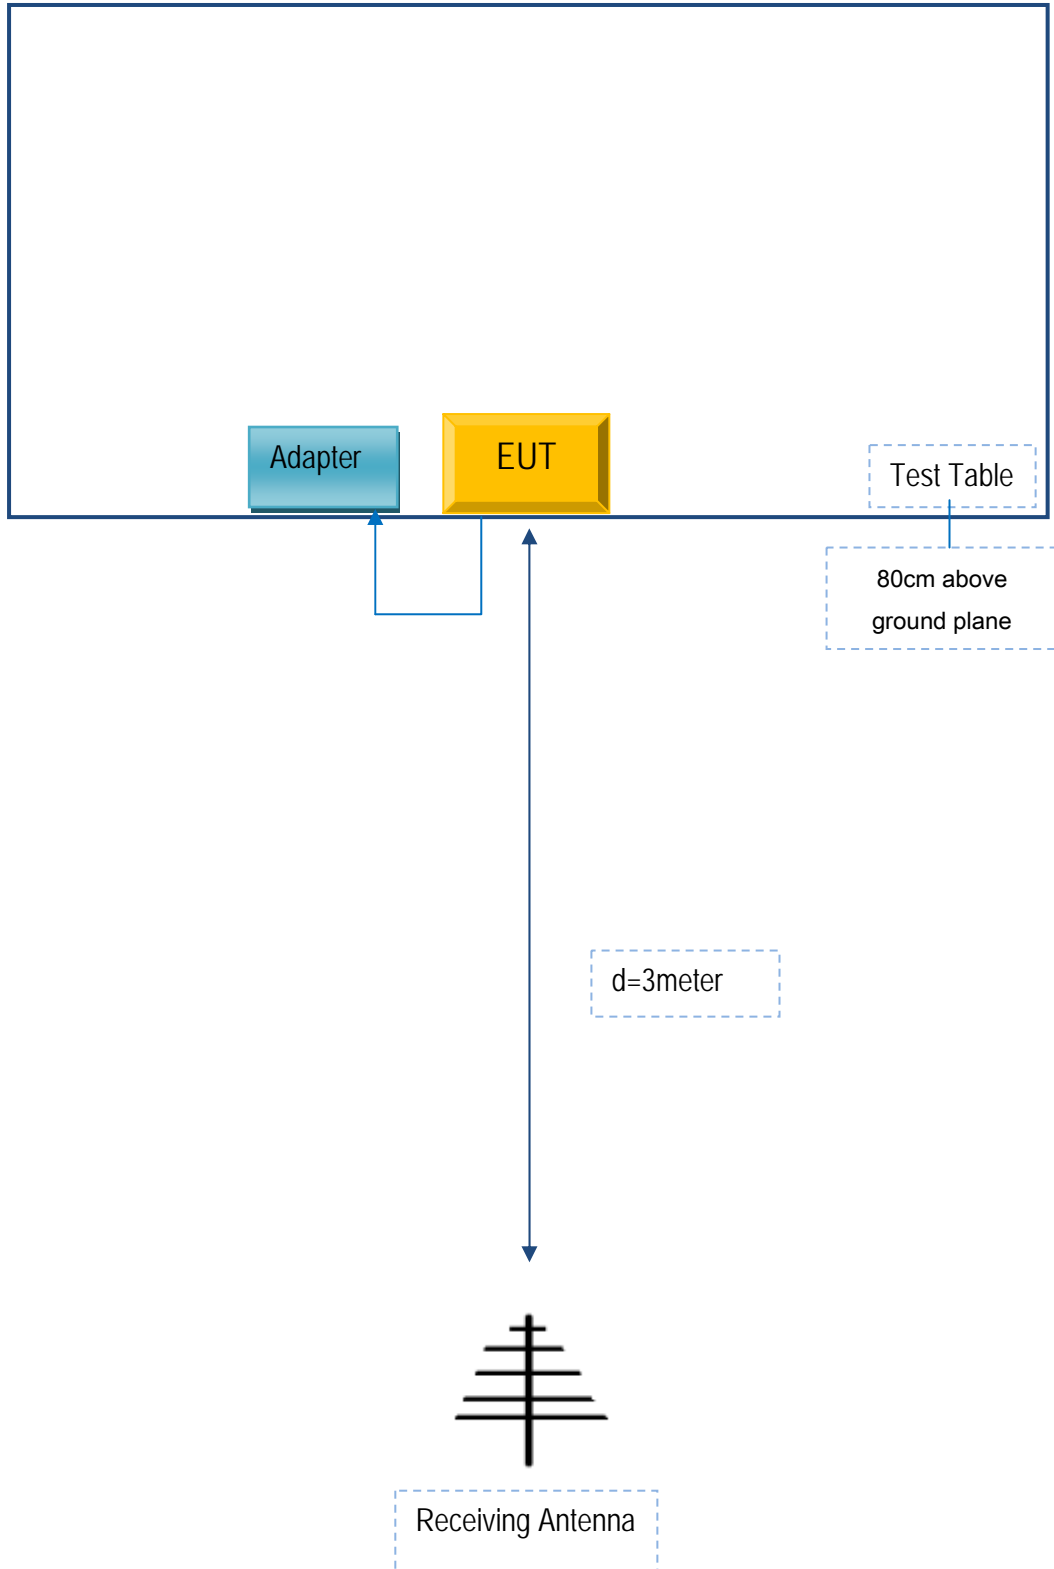 Adapter
EUT
Test Table
80cm above
ground plane
d=3meter
Receiving Antenna